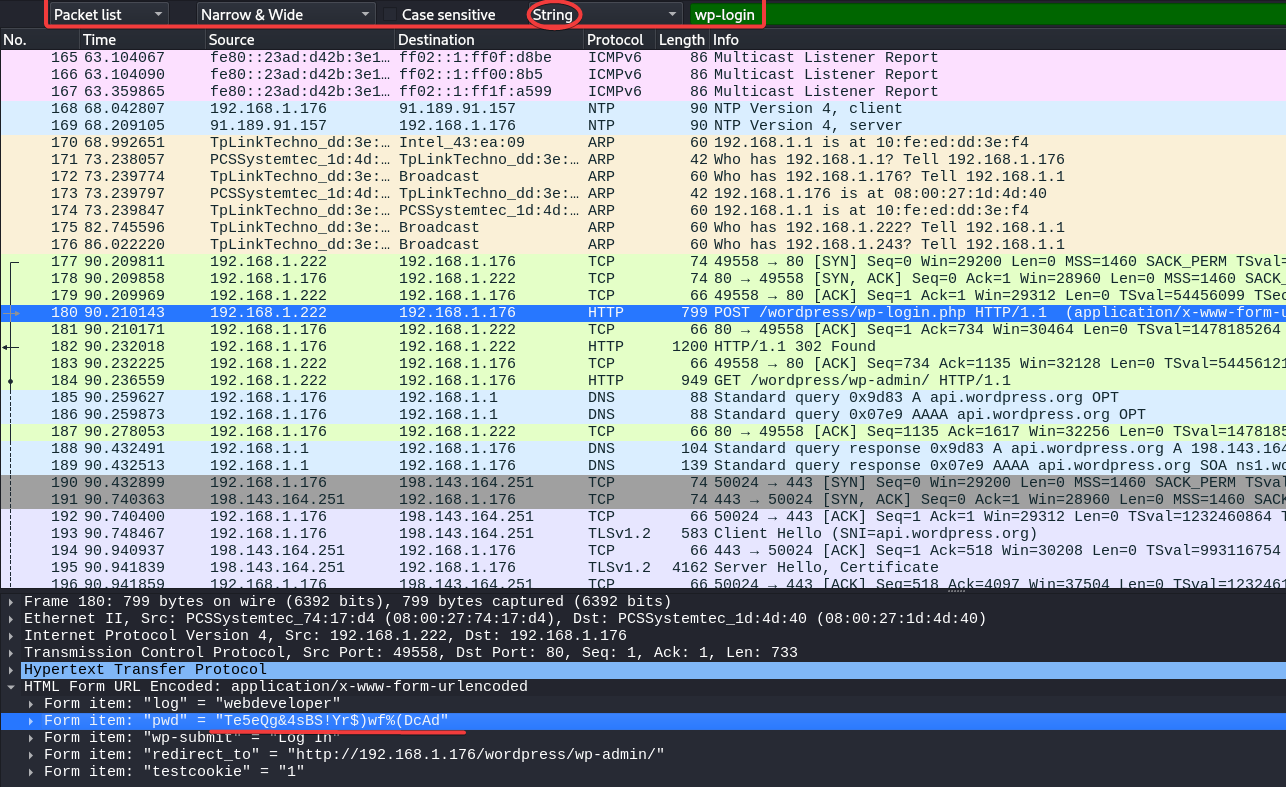 Packet list Narrow & Wide Case sensitive String wp-login
No. Time Source Destination Protocol Length Info
165 63.104067 fe80::23ad:d42b:3e1… ff02::1:ff0f:d8be ICMPv6 86 Multicast Listener Report
166 63.104090 fe80::23ad:d42b:3e1… ff02::1:ff00:8b5 ICMPv6 86 Multicast Listener Report
167 63.359865 fe80::23ad:d42b:3e1… ff02::1:ff1f:a599 ICMPv6 86 Multicast Listener Report
168 68.042807 192.168.1.176 91.189.91.157 NTP 90 NTP Version 4, client
169 68.209105 91.189.91.157 192.168.1.176 NTP 90 NTP Version 4, server
170 68.992651 TpLinkTechno_dd:3e:… Intel_43:ea:09 ARP 60 192.168.1.1 is at 10:fe:ed:dd:3e:f4
171 73.238057 PCSSystemtec_1d:4d:… TpLinkTechno_dd:3e:… ARP 42 Who has 192.168.1.1? Tell 192.168.1.176
172 73.239774 TpLinkTechno_dd:3e:… Broadcast ARP 60 Who has 192.168.1.176? Tell 192.168.1.1
173 73.239797 PCSSystemtec_1d:4d:… TpLinkTechno_dd:3e:… ARP 42 192.168.1.176 is at 08:00:27:1d:4d:40
174 73.239847 TpLinkTechno_dd:3e:… PCSSystemtec_1d:4d:… ARP 60 192.168.1.1 is at 10:fe:ed:dd:3e:f4
175 82.745596 TpLinkTechno_dd:3e:… Broadcast ARP 60 Who has 192.168.1.222? Tell 192.168.1.1
176 86.022220 TpLinkTechno_dd:3e:… Broadcast ARP 60 Who has 192.168.1.243? Tell 192.168.1.1
177 90.209811 192.168.1.222 192.168.1.176 TCP 74 49558 → 80 [SYN] Seq=0 Win=29200 Len=0 MSS=1460 SACK_PERM TSval=
178 90.209858 192.168.1.176 192.168.1.222 TCP 74 80 → 49558 [SYN, ACK] Seq=0 Ack=1 Win=28960 Len=0 MSS=1460 SACK_
179 90.209969 192.168.1.222 192.168.1.176 TCP 66 49558 → 80 [ACK] Seq=1 Ack=1 Win=29312 Len=0 TSval=54456099 TSec
180 90.210143 192.168.1.222 192.168.1.176 HTTP 799 POST /wordpress/wp-login.php HTTP/1.1 (application/x-www-form-u
181 90.210171 192.168.1.176 192.168.1.222 TCP 66 80 → 49558 [ACK] Seq=1 Ack=734 Win=30464 Len=0 TSval=1478185264
182 90.232018 192.168.1.176 192.168.1.222 HTTP 1200 HTTP/1.1 302 Found
183 90.232225 192.168.1.222 192.168.1.176 TCP 66 49558 → 80 [ACK] Seq=734 Ack=1135 Win=32128 Len=0 TSval=54456121
184 90.236559 192.168.1.222 192.168.1.176 HTTP 949 GET /wordpress/wp-admin/ HTTP/1.1
185 90.259627 192.168.1.176 192.168.1.1 DNS 88 Standard query 0x9d83 A api.wordpress.org OPT
186 90.259873 192.168.1.176 192.168.1.1 DNS 88 Standard query 0x07e9 AAAA api.wordpress.org OPT
187 90.278053 192.168.1.176 192.168.1.222 TCP 66 80 → 49558 [ACK] Seq=1135 Ack=1617 Win=32256 Len=0 TSval=1478185
188 90.432491 192.168.1.1 192.168.1.176 DNS 104 Standard query response 0x9d83 A api.wordpress.org A 198.143.164
189 90.432513 192.168.1.1 192.168.1.176 DNS 139 Standard query response 0x07e9 AAAA api.wordpress.org SOA ns1.wo
190 90.432899 192.168.1.176 198.143.164.251 TCP 74 50024 → 443 [SYN] Seq=0 Win=29200 Len=0 MSS=1460 SACK_PERM TSval
191 90.740363 198.143.164.251 192.168.1.176 TCP 74 443 → 50024 [SYN, ACK] Seq=0 Ack=1 Win=28960 Len=0 MSS=1460 SACK
192 90.740400 192.168.1.176 198.143.164.251 TCP 66 50024 → 443 [ACK] Seq=1 Ack=1 Win=29312 Len=0 TSval=1232460864 T
193 90.748467 192.168.1.176 198.143.164.251 TLSv1.2 583 Client Hello (SNI=api.wordpress.org)
194 90.940937 198.143.164.251 192.168.1.176 TCP 66 443 → 50024 [ACK] Seq=1 Ack=518 Win=30208 Len=0 TSval=993116754
195 90.941839 198.143.164.251 192.168.1.176 TLSv1.2 4162 Server Hello, Certificate
196 90.941859 192.168.1.176 198.143.164.251 TCP 66 50024 → 443 [ACK] Seq=518 Ack=4097 Win=37504 Len=0 TSval=1232461
Frame 180: 799 bytes on wire (6392 bits), 799 bytes captured (6392 bits)
Ethernet II, Src: PCSSystemtec_74:17:d4 (08:00:27:74:17:d4), Dst: PCSSystemtec_1d:4d:40 (08:00:27:1d:4d:40)
Internet Protocol Version 4, Src: 192.168.1.222, Dst: 192.168.1.176
Transmission Control Protocol, Src Port: 49558, Dst Port: 80, Seq: 1, Ack: 1, Len: 733
Hypertext Transfer Protocol
HTML Form URL Encoded: application/x-www-form-urlencoded
Form item: "log" = "webdeveloper"
Form item: "pwd" = "Te5eQg&4sBS!Yr$)wf%(DcAd"
Form item: "wp-submit" = "Log In"
Form item: "redirect_to" = "http://192.168.1.176/wordpress/wp-admin/"
Form item: "testcookie" = "1"